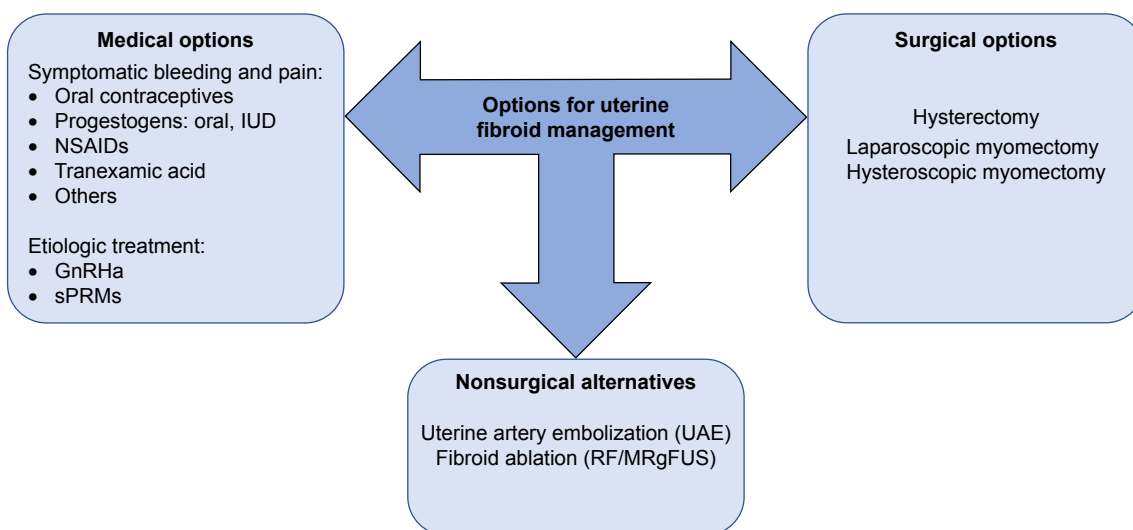 Medical options
Symptomatic bleeding and pain:
• Oral contraceptives
• Progestogens: oral, IUD
• NSAIDs
• Tranexamic acid
• Others
Etiologic treatment:
• GnRHa
• sPRMs
Options for uterine
fibroid management
Surgical options
Hysterectomy
Laparoscopic myomectomy
Hysteroscopic myomectomy
Nonsurgical alternatives
Uterine artery embolization (UAE)
Fibroid ablation (RF/MRgFUS)